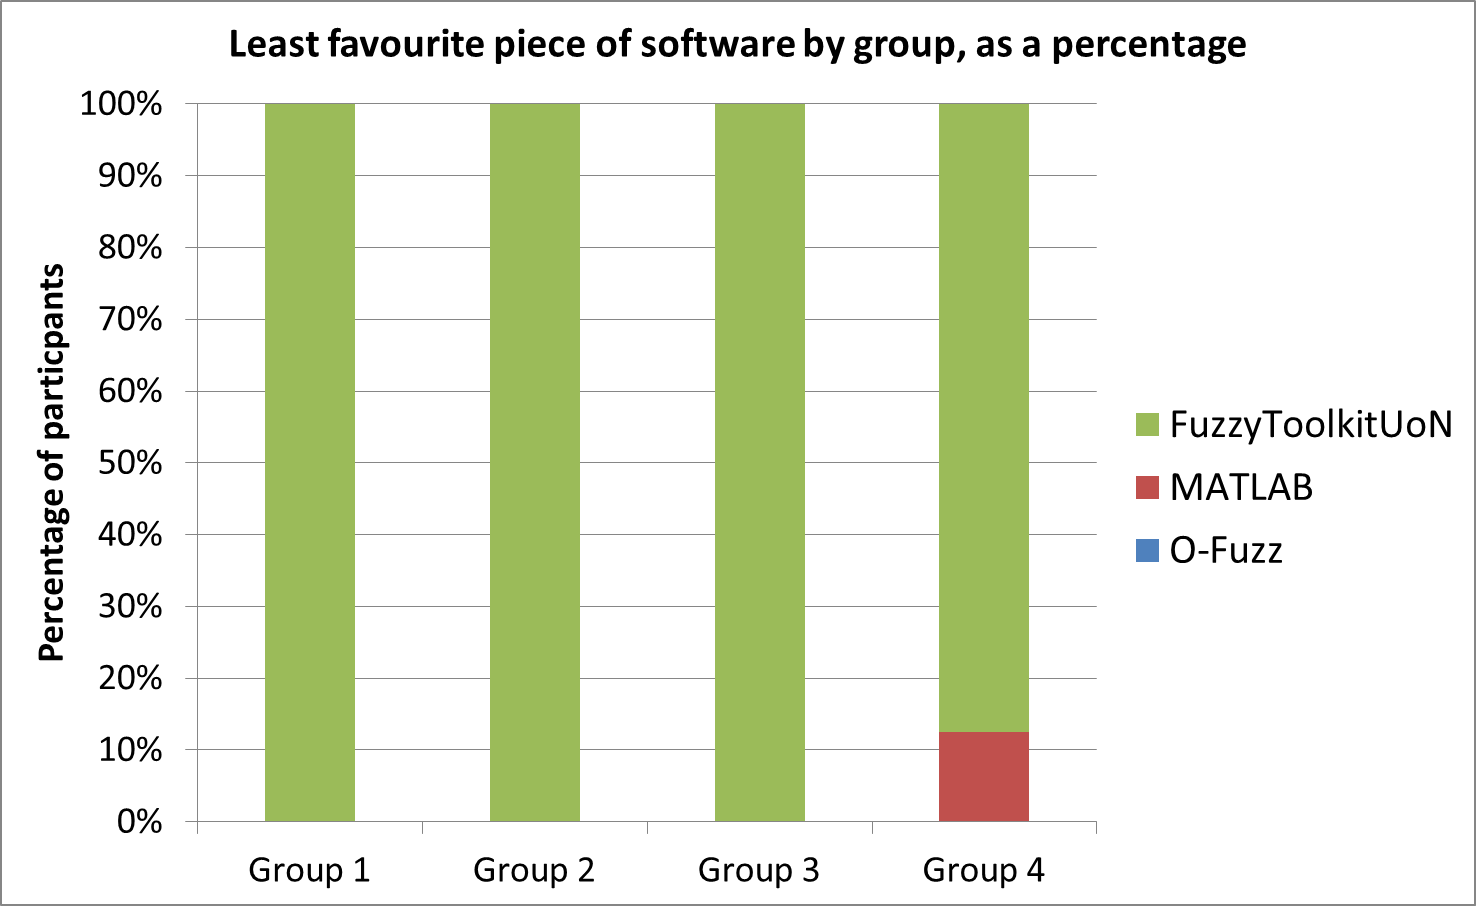 Least favourite piece of software by group, as a percentage
Percentage of particpants
100%
90%
80%
70%
60%
50%
40%
30%
20%
10%
0%
Group 1
Group 2
Group 3
Group 4
FuzzyToolkitUoN
MATLAB
O-Fuzz